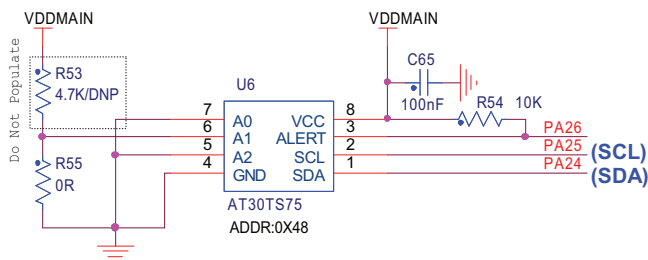 VDDMAIN
VDDMAIN
Do Not Populate
R53
4.7K/DNP
C65
100nF
R54 10K
U6
7 A0 VCC 8
6 A1 ALERT 3 PA26
5 A2 SCL 2 PA25 (SCL)
4 GND SDA 1 PA24 (SDA)
R55
0R
AT30TS75
ADDR:0X48